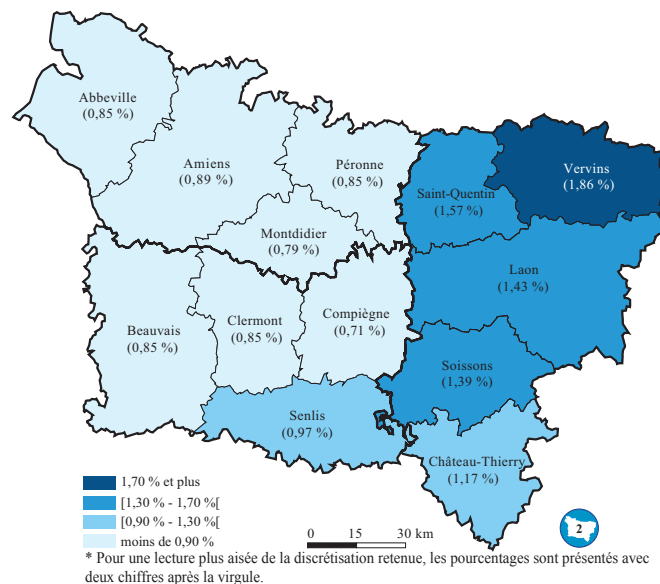 Abbeville
(0,85 %)
Amiens
(0,89 %)
Péronne
(0,85 %)
Saint-Quentin
(1,57 %)
Vervins
(1,86 %)
Montdidier
(0,79 %)
Laon
(1,43 %)
Beauvais
(0,85 %)
Clermont
(0,85 %)
Compiègne
(0,71 %)
Soissons
(1,39 %)
Senlis
(0,97 %)
Château-Thierry
(1,17 %)
1,70 % et plus
[1,30 % - 1,70 %[
[0,90 % - 1,30 %[
moins de 0,90 %
0 15 30 km
2
* Pour une lecture plus aisée de la discrétisation retenue, les pourcentages sont présentés avec
deux chiffres après la virgule.